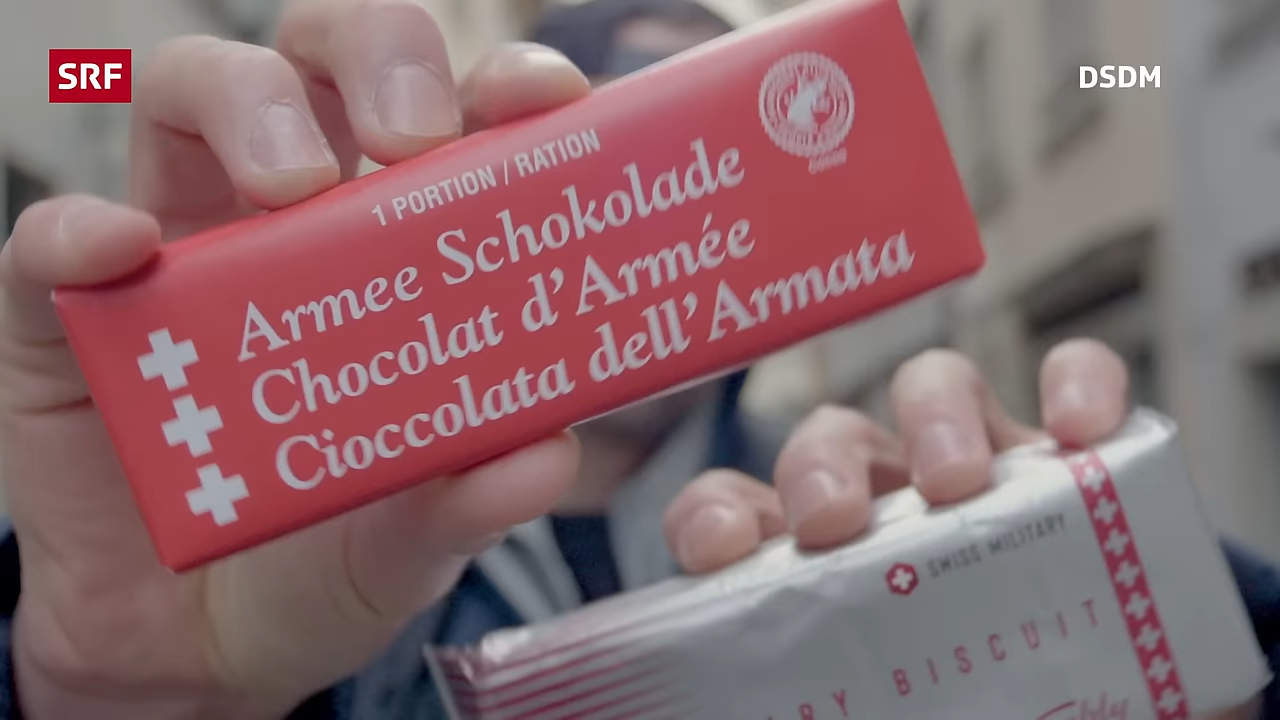 SRF
DSDM
1 PORTION / RATION
Armee Schokolade
Chocolat d'Armée
Cioccolata dell'Armata
SWISS MILITARY
BISCUIT